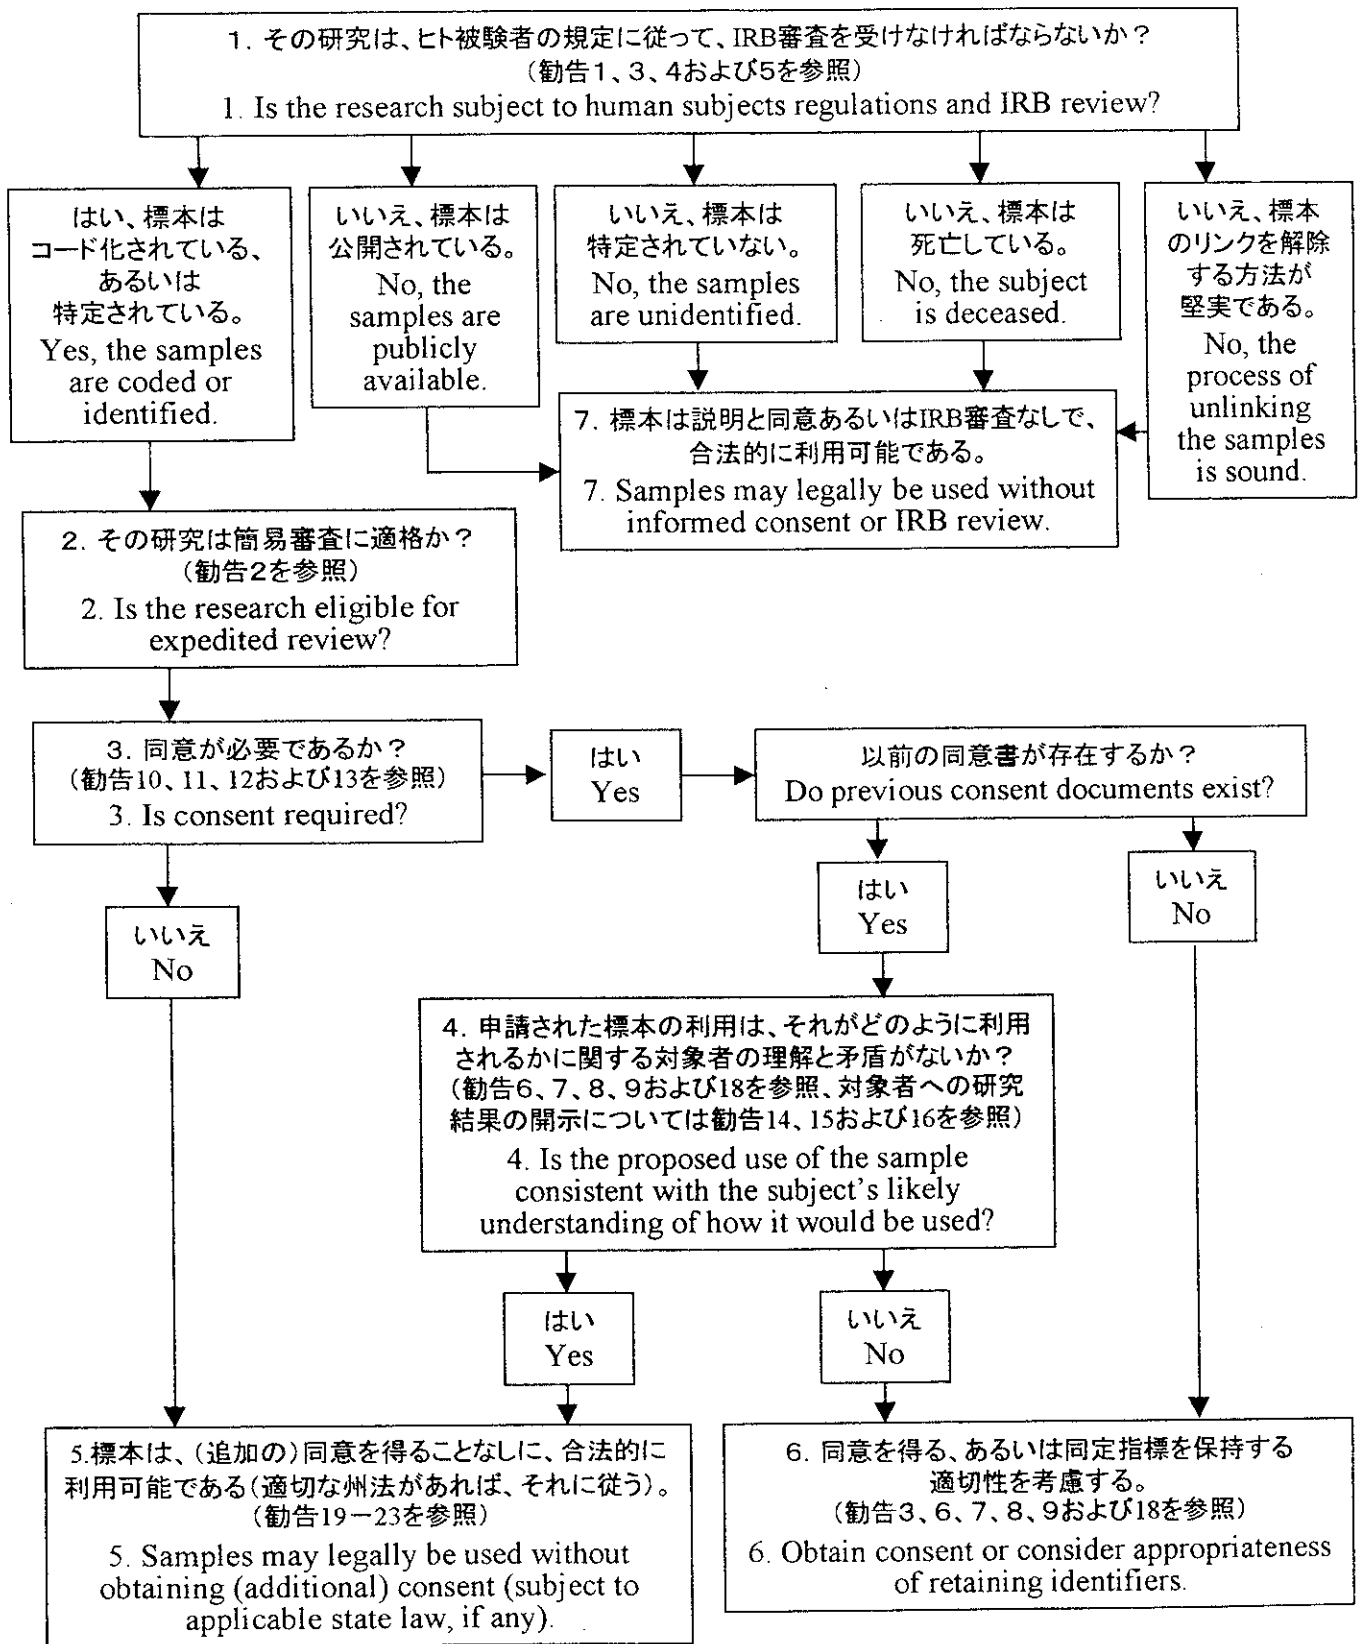 1. その研究は、ヒト被験者の規定に従って、IRB審査を受けなければならないか？
（勧告1、3、4および5を参照）
1. Is the research subject to human subjects regulations and IRB review?
はい、標本は
コード化されている、
あるいは
特定されている。
Yes, the samples
are coded or
identified.
いいえ、標本は
公開されている。
No, the
samples are
publicly
available.
いいえ、標本は
特定されていない。
No, the samples
are unidentified.
いいえ、標本は
死亡している。
No, the subject
is deceased.
いいえ、標本
のリンクを解除
する方法が
堅実である。
No, the
process of
unlinking
the samples
is sound.
7. 標本は説明と同意あるいはIRB審査なしで、
合法的に利用可能である。
7. Samples may legally be used without
informed consent or IRB review.
2. その研究は簡易審査に適格か？
（勧告2を参照）
2. Is the research eligible for
expedited review?
3. 同意が必要であるか？
（勧告10、11、12および13を参照）
3. Is consent required?
はい
Yes
以前の同意書が存在するか？
Do previous consent documents exist?
はい
Yes
いいえ
No
いいえ
No
4. 申請された標本の利用は、それがどのように利用
されるかに関する対象者の理解と矛盾がないか？
（勧告6、7、8、9および18を参照、対象者への研究
結果の開示については勧告14、15および16を参照）
4. Is the proposed use of the sample
consistent with the subject's likely
understanding of how it would be used?
はい
Yes
いいえ
No
5.標本は、（追加の）同意を得ることなしに、合法的に
利用可能である（適切な州法があれば、それに従う）。
（勧告19－23を参照）
5. Samples may legally be used without
obtaining (additional) consent (subject to
applicable state law, if any).
6. 同意を得る、あるいは同定指標を保持する
適切性を考慮する。
（勧告3、6、7、8、9および18を参照）
6. Obtain consent or consider appropriateness
of retaining identifiers.